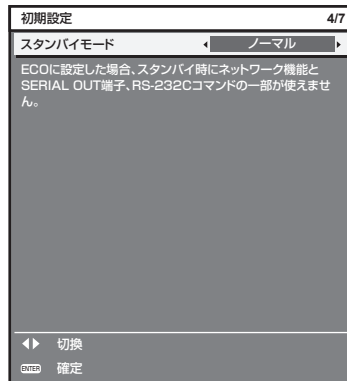 初期設定 4/7
スタンバイモード ノーマル
ECOに設定した場合、スタンバイ時にネットワーク機能と
SERIAL OUT端子、RS-232Cコマンドの一部が使えませ
ん。
切換
ENTER 確定